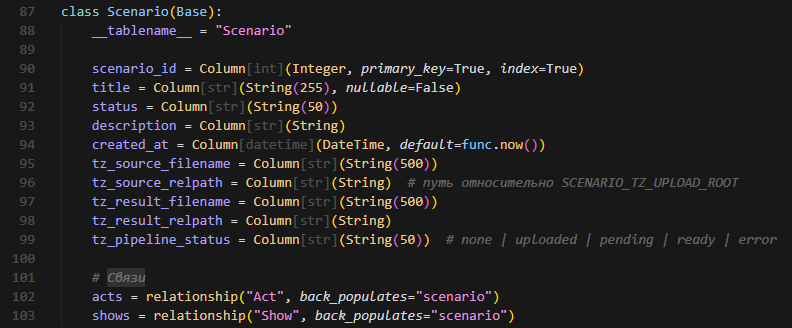 87 class Scenario(Base):
88     __tablename__ = "Scenario"
89
90     scenario_id = Column[int](Integer, primary_key=True, index=True)
91     title = Column[str](String(255), nullable=False)
92     status = Column[str](String(50))
93     description = Column[str](String)
94     created_at = Column[datetime](DateTime, default=func.now())
95     tz_source_filename = Column[str](String(500))
96     tz_source_relpath = Column[str](String)  # путь относительно SCENARIO_TZ_UPLOAD_ROOT
97     tz_result_filename = Column[str](String(500))
98     tz_result_relpath = Column[str](String)
99     tz_pipeline_status = Column[str](String(50))  # none | uploaded | pending | ready | error
100
101     # Связи
102     acts = relationship("Act", back_populates="scenario")
103     shows = relationship("Show", back_populates="scenario")